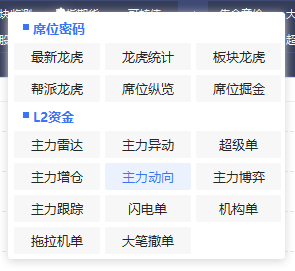 席位密码
最新龙虎 龙虎统计 板块龙虎
帮派龙虎 席位纵览 席位掘金
L2资金
主力雷达 主力异动 超级单
主力增仓 主力动向 主力博弈
主力跟踪 闪电单 机构单
拖拉机单 大笔撤单